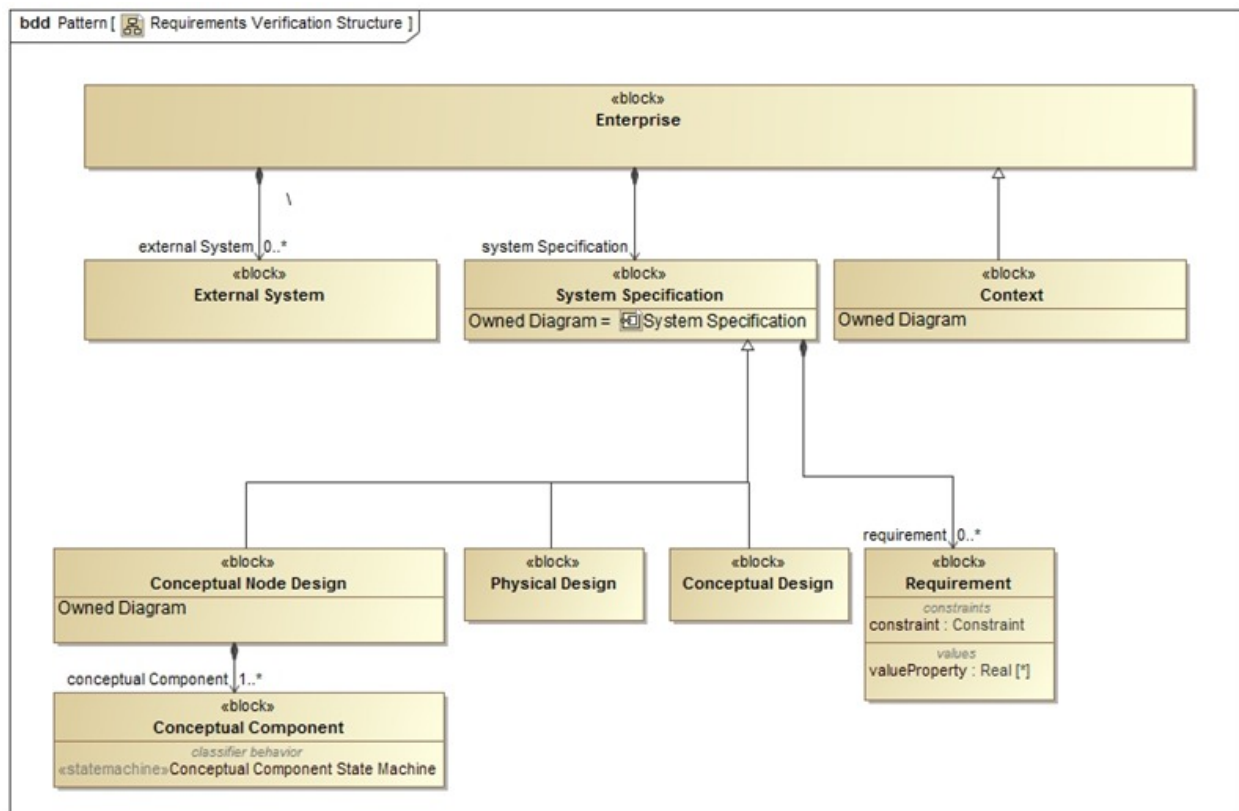 bdd Pattern [ Requirements Verification Structure ]
«block»
Enterprise
\
external System 0..*
system Specification
«block»
External System
«block»
System Specification
Owned Diagram = System Specification
«block»
Context
Owned Diagram
requirement 0..*
«block»
Conceptual Node Design
Owned Diagram
«block»
Physical Design
«block»
Conceptual Design
«block»
Requirement
constraints
constraint : Constraint
values
valueProperty : Real [*]
conceptual Component 1..*
«block»
Conceptual Component
classifier behavior
«statemachine»Conceptual Component State Machine